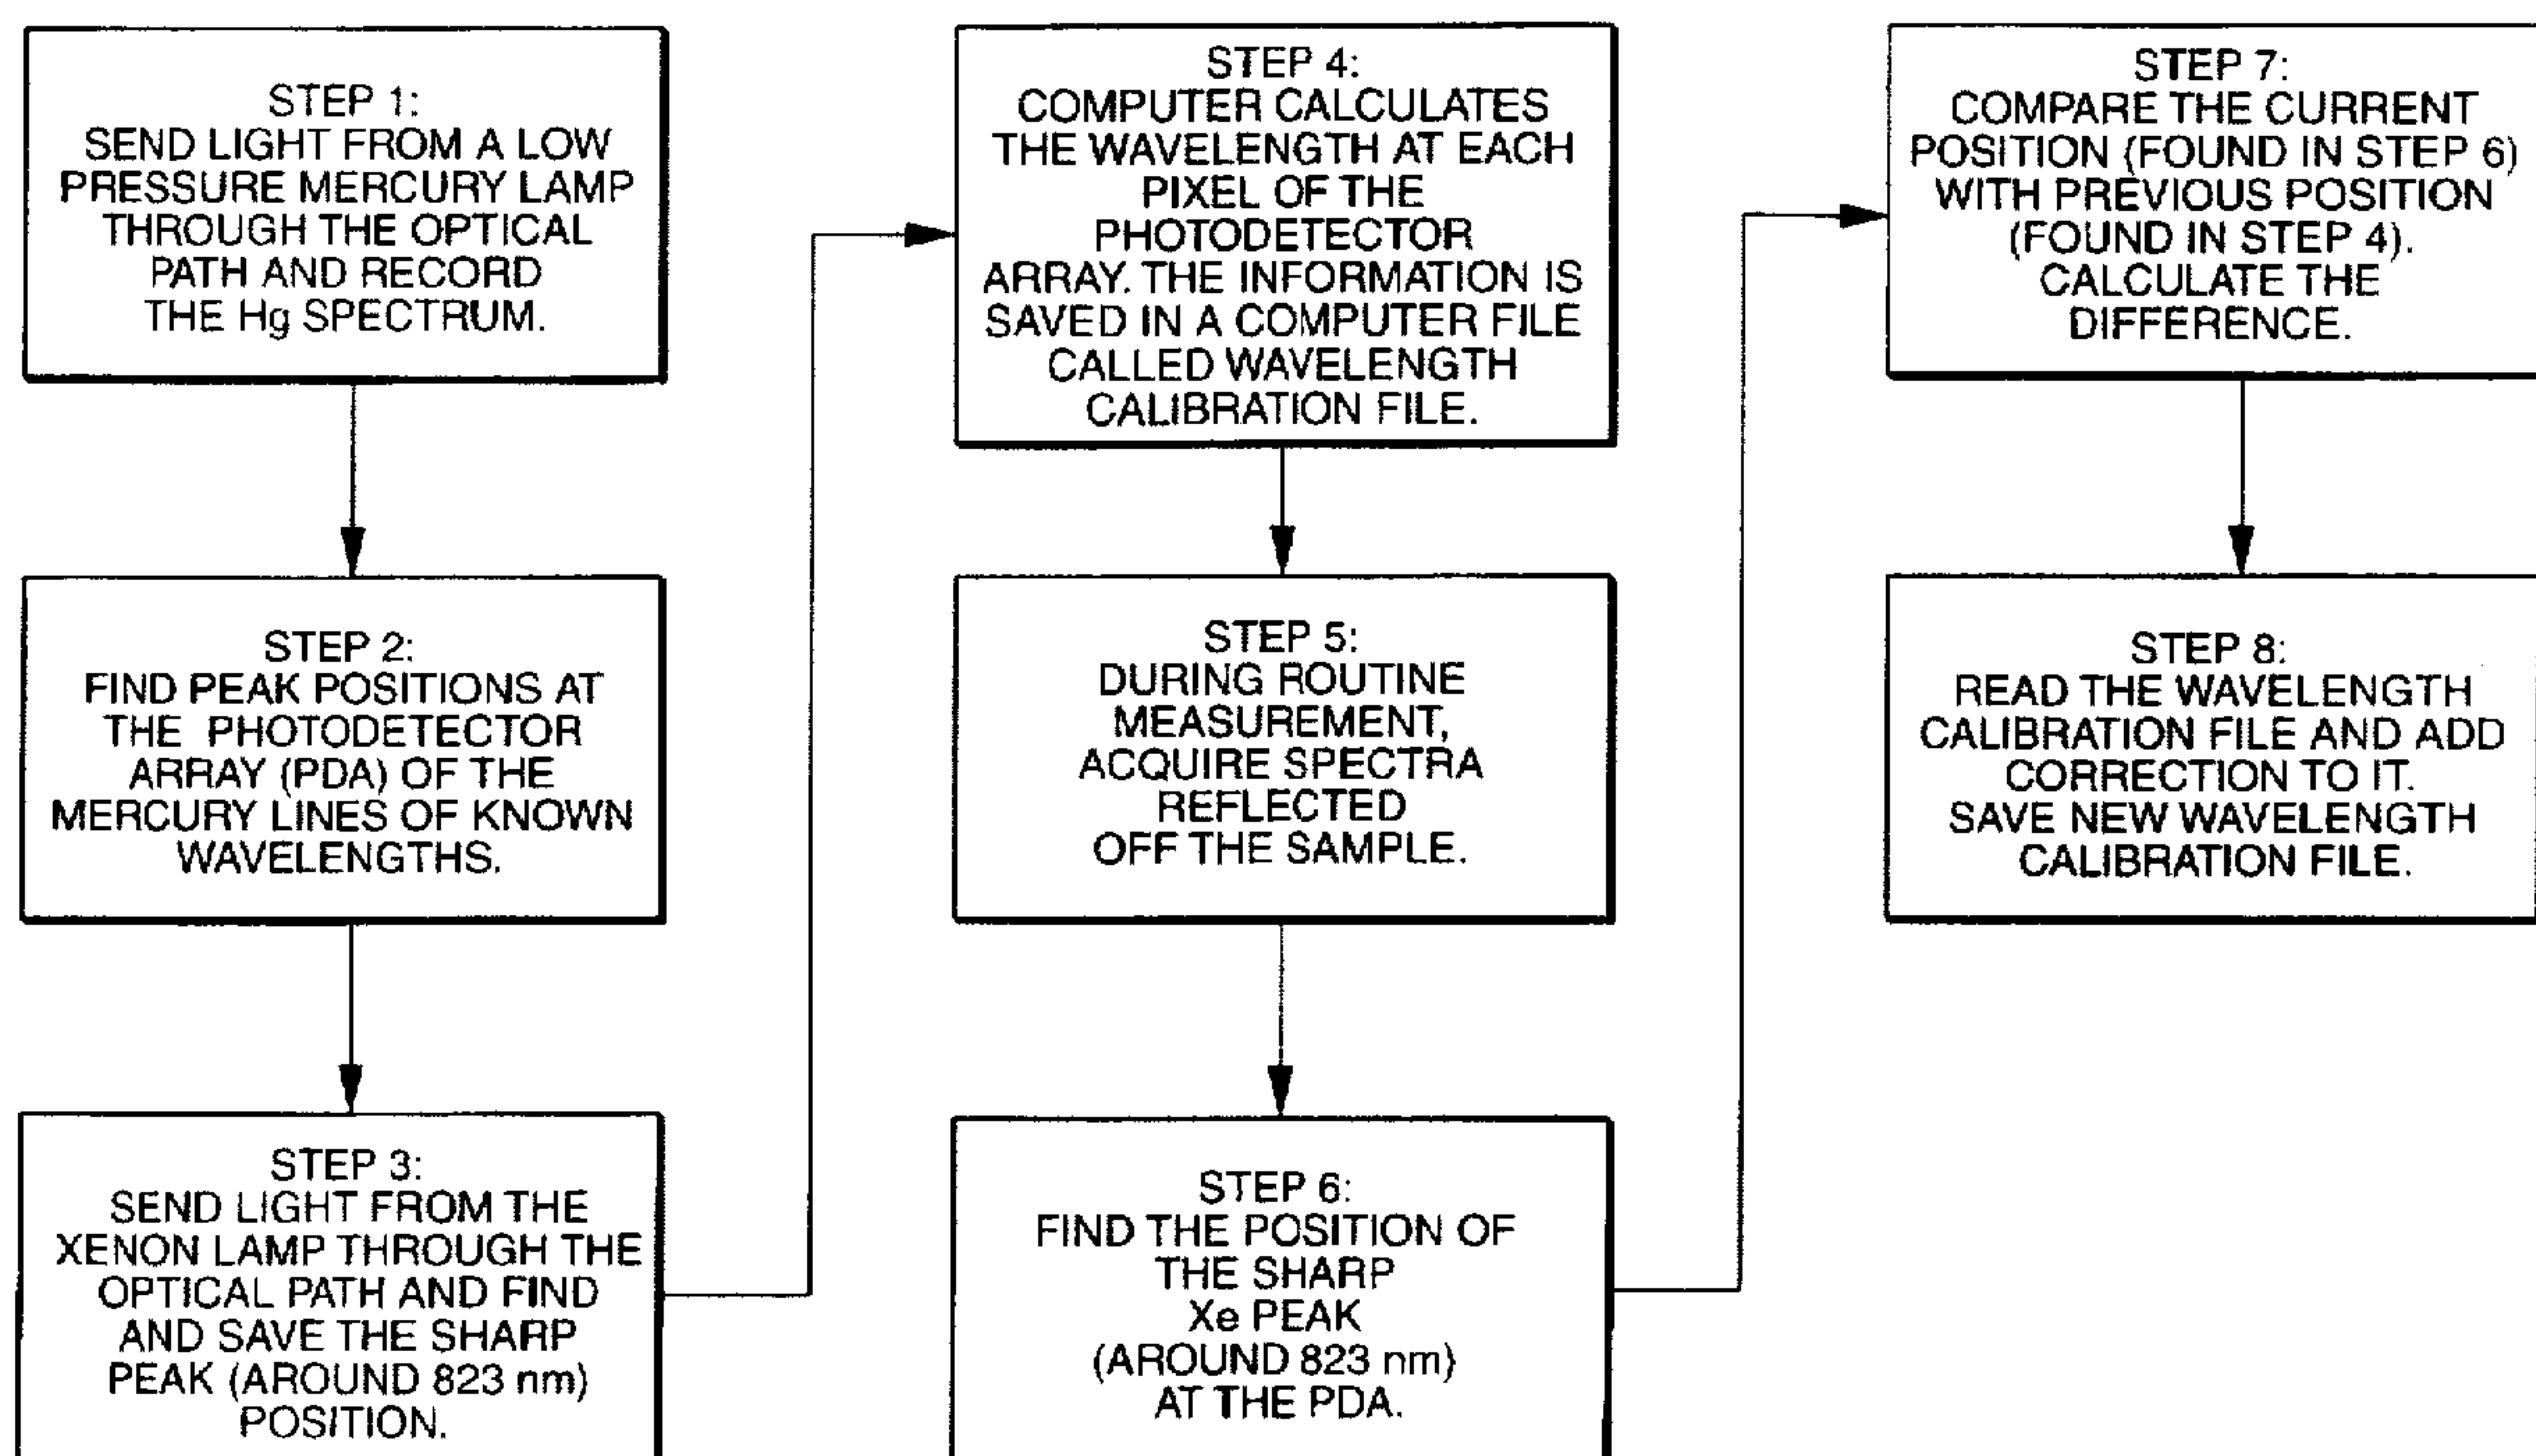 STEP 1:
SEND LIGHT FROM A LOW
PRESSURE MERCURY LAMP
THROUGH THE OPTICAL
PATH AND RECORD
THE Hg SPECTRUM.
STEP 2:
FIND PEAK POSITIONS AT
THE PHOTODETECTOR
ARRAY (PDA) OF THE
MERCURY LINES OF KNOWN
WAVELENGTHS.
STEP 3:
SEND LIGHT FROM THE
XENON LAMP THROUGH THE
OPTICAL PATH AND FIND
AND SAVE THE SHARP
PEAK (AROUND 823 nm)
POSITION.
STEP 4:
COMPUTER CALCULATES
THE WAVELENGTH AT EACH
PIXEL OF THE
PHOTODETECTOR
ARRAY. THE INFORMATION IS
SAVED IN A COMPUTER FILE
CALLED WAVELENGTH
CALIBRATION FILE.
STEP 5:
DURING ROUTINE
MEASUREMENT,
ACQUIRE SPECTRA
REFLECTED
OFF THE SAMPLE.
STEP 6:
FIND THE POSITION OF
THE SHARP
Xe PEAK
(AROUND 823 nm)
AT THE PDA.
STEP 7:
COMPARE THE CURRENT
POSITION (FOUND IN STEP 6)
WITH PREVIOUS POSITION
(FOUND IN STEP 4).
CALCULATE THE
DIFFERENCE.
STEP 8:
READ THE WAVELENGTH
CALIBRATION FILE AND ADD
CORRECTION TO IT.
SAVE NEW WAVELENGTH
CALIBRATION FILE.